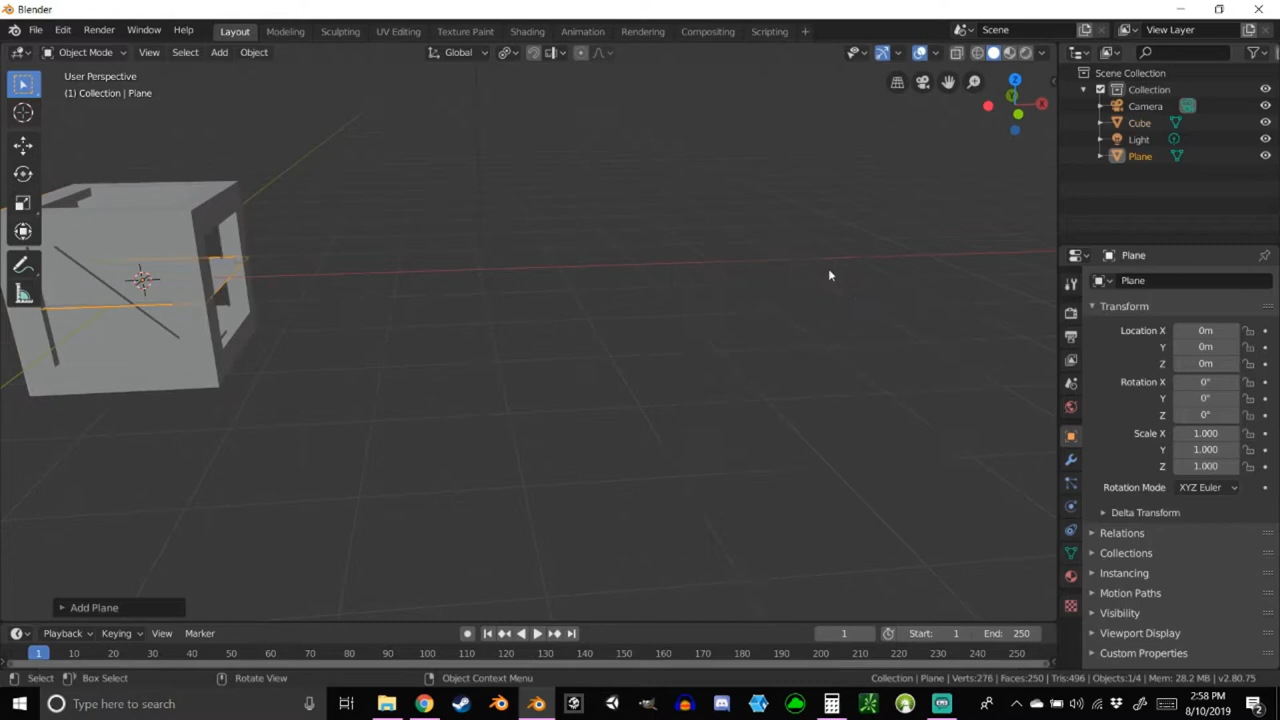 Blender
File Edit Render Window Help Layout Modeling Sculpting UV Editing Texture Paint Shading Animation Rendering Compositing Scripting + Scene View Layer
Object Mode View Select Add Object Global
User Perspective
(1) Collection | Plane
Z
Y
X
Scene Collection
Collection
Camera
Cube
Light
Plane
Plane
Plane
Transform
Location X 0m
Y 0m
Z 0m
Rotation X 0°
Y 0°
Z 0°
Scale X 1.000
Y 1.000
Z 1.000
Rotation Mode XYZ Euler
Delta Transform
Relations
Collections
Instancing
Motion Paths
Visibility
Viewport Display
Custom Properties
Add Plane
Playback Keying View Marker 1 Start: 1 End: 250
1 10 20 30 40 50 60 70 80 90 100 110 120 130 140 150 160 170 180 190 200 210 220 230 240 250
Select Box Select Rotate View Object Context Menu Collection | Plane | Verts:276 | Faces:250 | Tris:496 | Objects:1/4 | Mem: 28.2 MB | v2.80.75
Type here to search
2:58 PM
8/10/2019
2